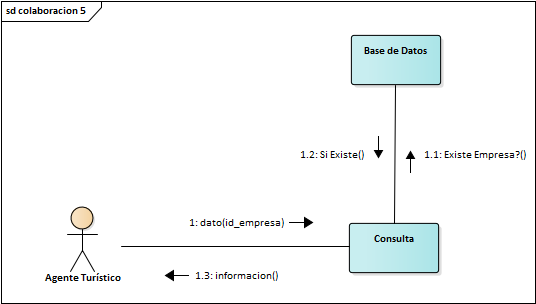 sd colaboracion 5
Base de Datos
1.2: Si Existe()
1.1: Existe Empresa?()
1: dato(id_empresa)
Consulta
Agente Turístico
1.3: informacion()